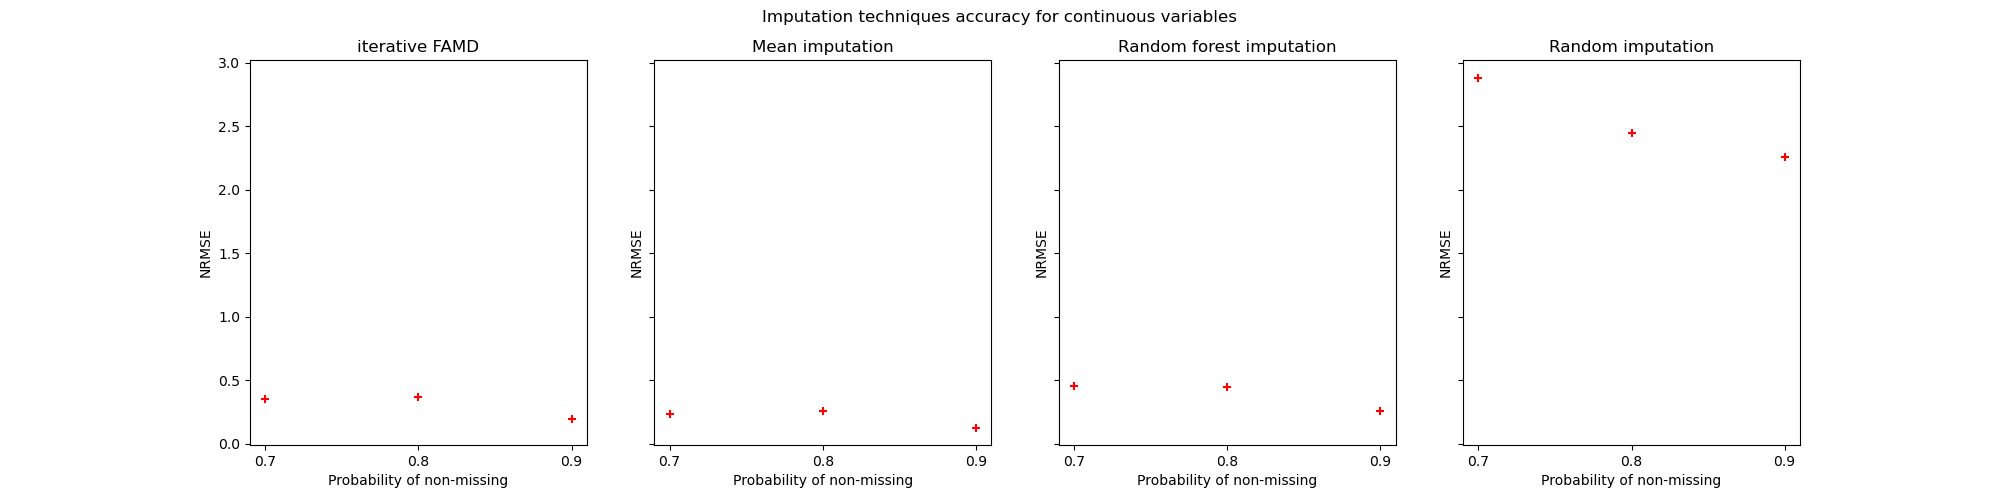 Imputation techniques accuracy for continuous variables
iterative FAMD
Mean imputation
Random forest imputation
Random imputation
3.0
2.5
2.0
1.5
1.0
0.5
0.0
NRMSE
NRMSE
NRMSE
NRMSE
0.7 0.8 0.9
0.7 0.8 0.9
0.7 0.8 0.9
0.7 0.8 0.9
Probability of non-missing
Probability of non-missing
Probability of non-missing
Probability of non-missing